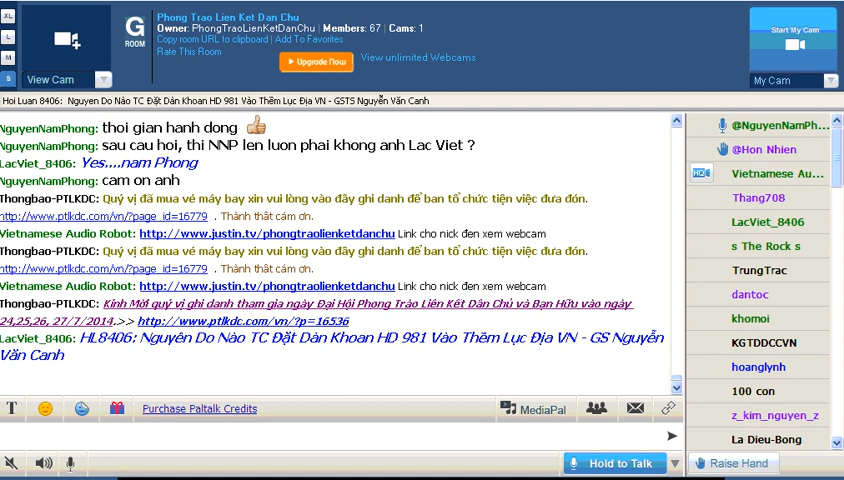 XL
L
M
S
View Cam
G
ROOM
Phong Trao Lien Ket Dan Chu
Owner: PhongTraoLienKetDanChu | Members: 67 | Cams: 1
Copy room URL to clipboard | Add To Favorites
Rate This Room
Upgrade Now
View unlimited Webcams
Start My Cam
My Cam
Hoi Luan 8406: Nguyen Do Nào TC Đặt Dàn Khoan HD 981 Vào Thềm Lục Địa VN - GSTS Nguyễn Văn Canh
NguyenNamPhong: thoi gian hanh dong
NguyenNamPhong: sau cau hoi, thi NNP len luon phai khong anh Lac Viet ?
LacViet_8406: Yes....nam Phong
NguyenNamPhong: cam on anh
Thongbao-PTLKDC: Quý vị đã mua vé máy bay xin vui lòng vào đây ghi danh để ban tổ chức tiện việc đưa đón.
http://www.ptlkdc.com/vn/?page_id=16779 . Thành thật cám ơn.
Vietnamese Audio Robot: http://www.justin.tv/phongtraolienketdanchu Link cho nick đen xem webcam
Thongbao-PTLKDC: Quý vị đã mua vé máy bay xin vui lòng vào đây ghi danh để ban tổ chức tiện việc đưa đón.
http://www.ptlkdc.com/vn/?page_id=16779 . Thành thật cám ơn.
Vietnamese Audio Robot: http://www.justin.tv/phongtraolienketdanchu Link cho nick đen xem webcam
Thongbao-PTLKDC: Kính Mời quý vị ghi danh tham gia ngày Đại Hội Phong Trào Liên Kết Dân Chủ và Bạn Hữu vào ngày
24,25,26, 27/7/2014.>> http://www.ptlkdc.com/vn/?p=16536
LacViet_8406: HL8406: Nguyên Do Nào TC Đặt Dàn Khoan HD 981 Vào Thềm Lục Địa VN - GS Nguyễn
Văn Canh
T
Purchase Paltalk Credits
MediaPal
Hold to Talk
@NguyenNamPh...
@Hon Nhien
HQ
Vietnamese Au...
Thang708
LacViet_8406
s The Rock s
TrungTrac
dantoc
khomoi
KGTDDCCVN
hoanglynh
100 con
z_kim_nguyen_z
La Dieu-Bong
Raise Hand